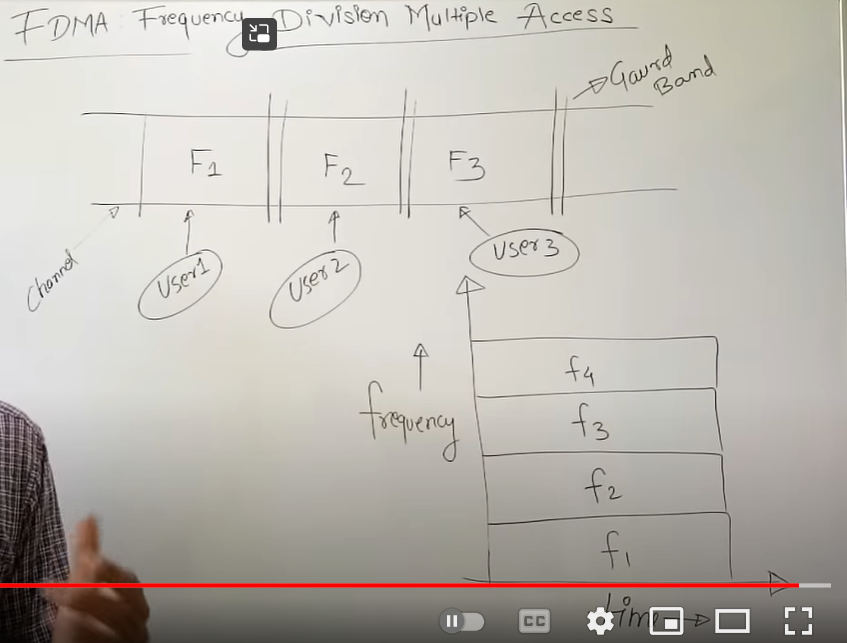 FDMA: Frequency Division Multiple Access
Gaurd
Band
F1
F2
F3
Channel
User1
User2
User3
frequency
f4
f3
f2
f1
time
CC